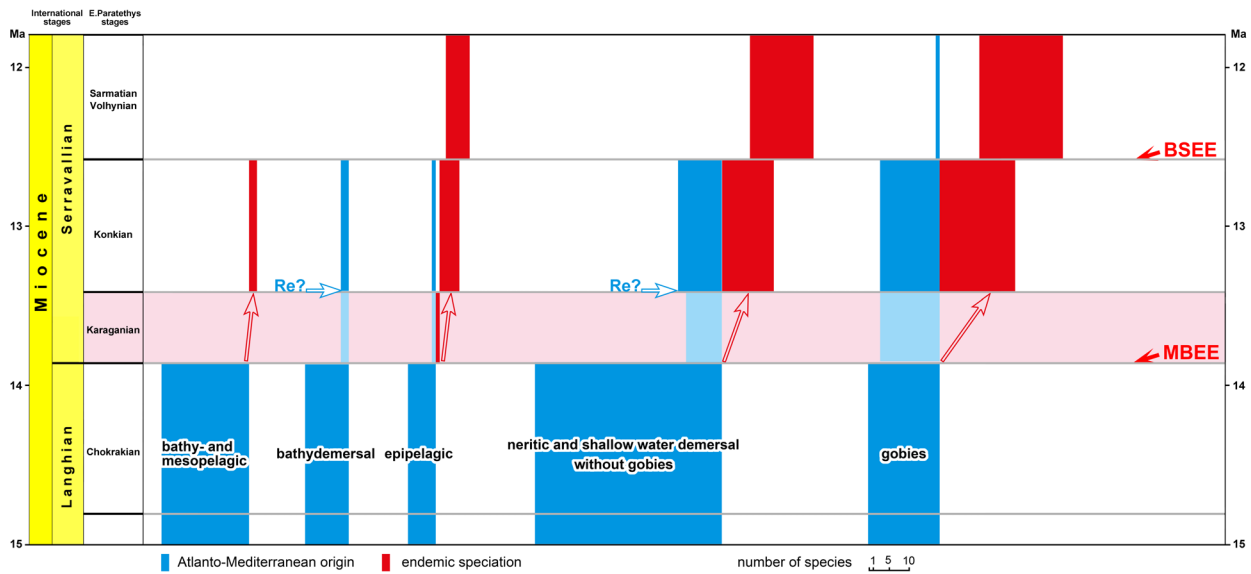 International stages
E.Paratethys stages
Ma
Ma
12
12
13
13
14
14
15
15
Miocene
Serravallian
Langhian
Sarmatian
Volhynian
Konkian
Karaganian
Chokrakian
BSEE
MBEE
Re?
Re?
bathy- and
mesopelagic
bathydemersal
epipelagic
neritic and shallow water demersal
without gobies
gobies
Atlanto-Mediterranean origin
endemic speciation
number of species
1 5 10